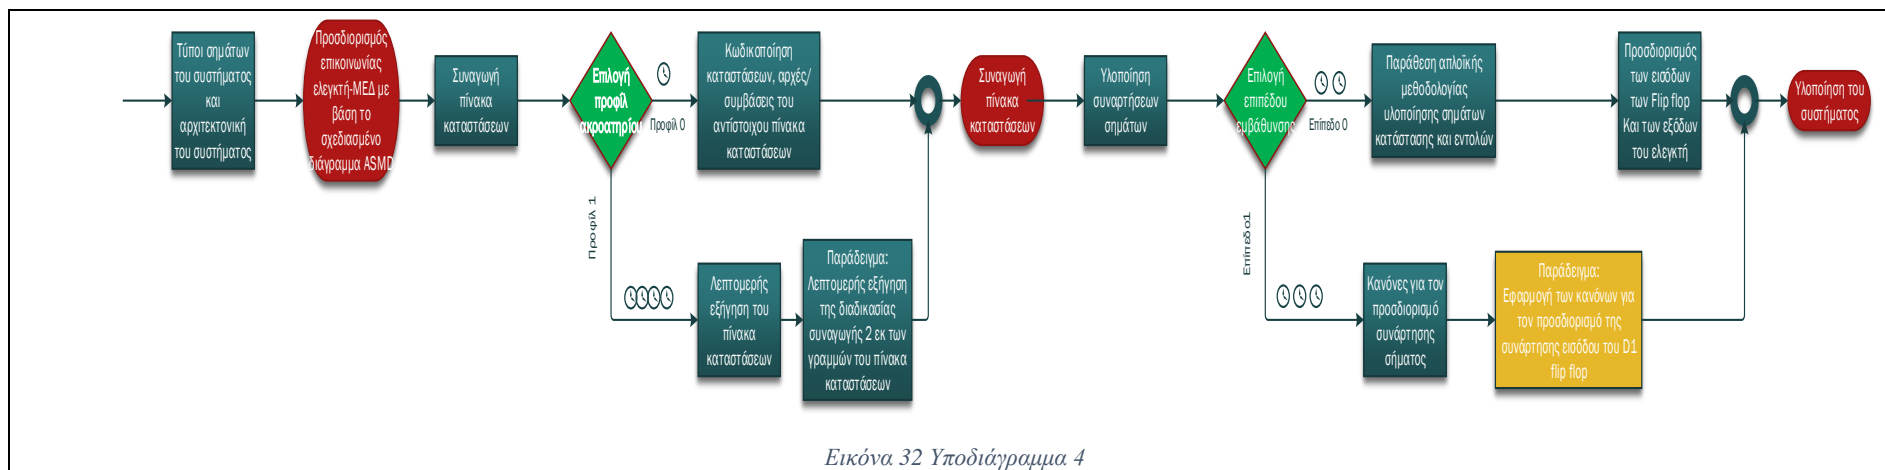 Τύποι σημάτων
του συστήματος
και
αρχιτεκτονική
του συστήματος
Προσδιορισμός
επικοινωνίας
ελεγκτή-ΜΕΔ με
βάση το
σχεδιασμένο
διάγραμμα ASMD
Συναγωγή
πίνακα
καταστάσεων
Επιλογή
προφίλ
ακροατηρίου
Προφίλ 0
Προφίλ 1
Κωδικοποίηση
καταστάσεων, αρχές/
συμβάσεις του
αντίστοιχου πίνακα
καταστάσεων
Λεπτομερής
εξήγηση του
πίνακα
καταστάσεων
Παράδειγμα:
Λεπτομερής εξήγηση
της διαδικασίας
συναγωγής 2 εκ των
γραμμών του πίνακα
καταστάσεων
Συναγωγή
πίνακα
καταστάσεων
Υλοποίηση
συναρτήσεων
σημάτων
Επιλογή
επιπέδου
εμβάθυνσης
Επίπεδο 0
Επίπεδο1
Παράθεση απλοϊκής
μεθοδολογίας
υλοποίησης σημάτων
κατάστασης και εντολών
Προσδιορισμός
των εισόδων
των Flip flop
Και των εξόδων
του ελεγκτή
Κανόνες για τον
προσδιορισμό
συνάρτησης
σήματος
Παράδειγμα:
Εφαρμογή των κανόνων για
τον προσδιορισμό της
συνάρτησης εισόδου του D1
flip flop
Υλοποίηση του
συστήματος
Εικόνα 32 Υποδιάγραμμα 4